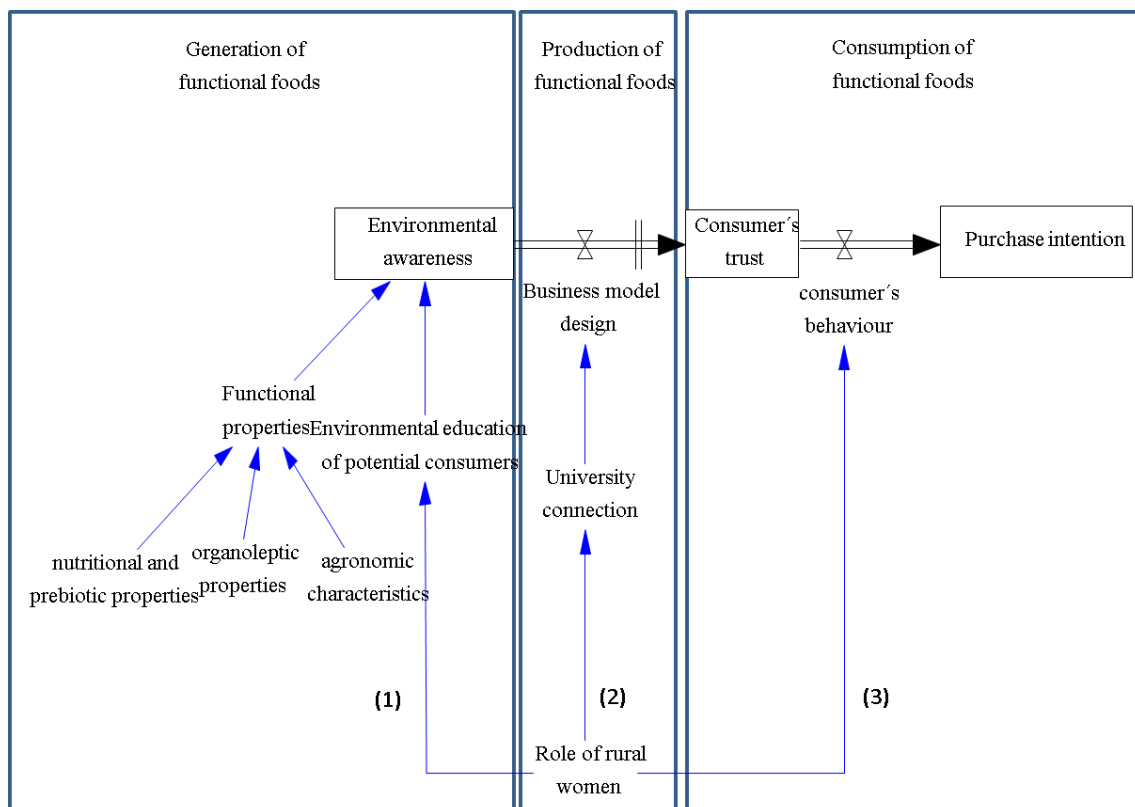 Generation of
functional foods
Production of
functional foods
Consumption of
functional foods
Environmental
awareness
Consumer´s
trust
Purchase intention
Business model
design
consumer´s
behaviour
Functional
properties
Environmental education
of potential consumers
University
connection
nutritional and
prebiotic properties
organoleptic
properties
agronomic
characteristics
(1)
(2)
(3)
Role of rural
women